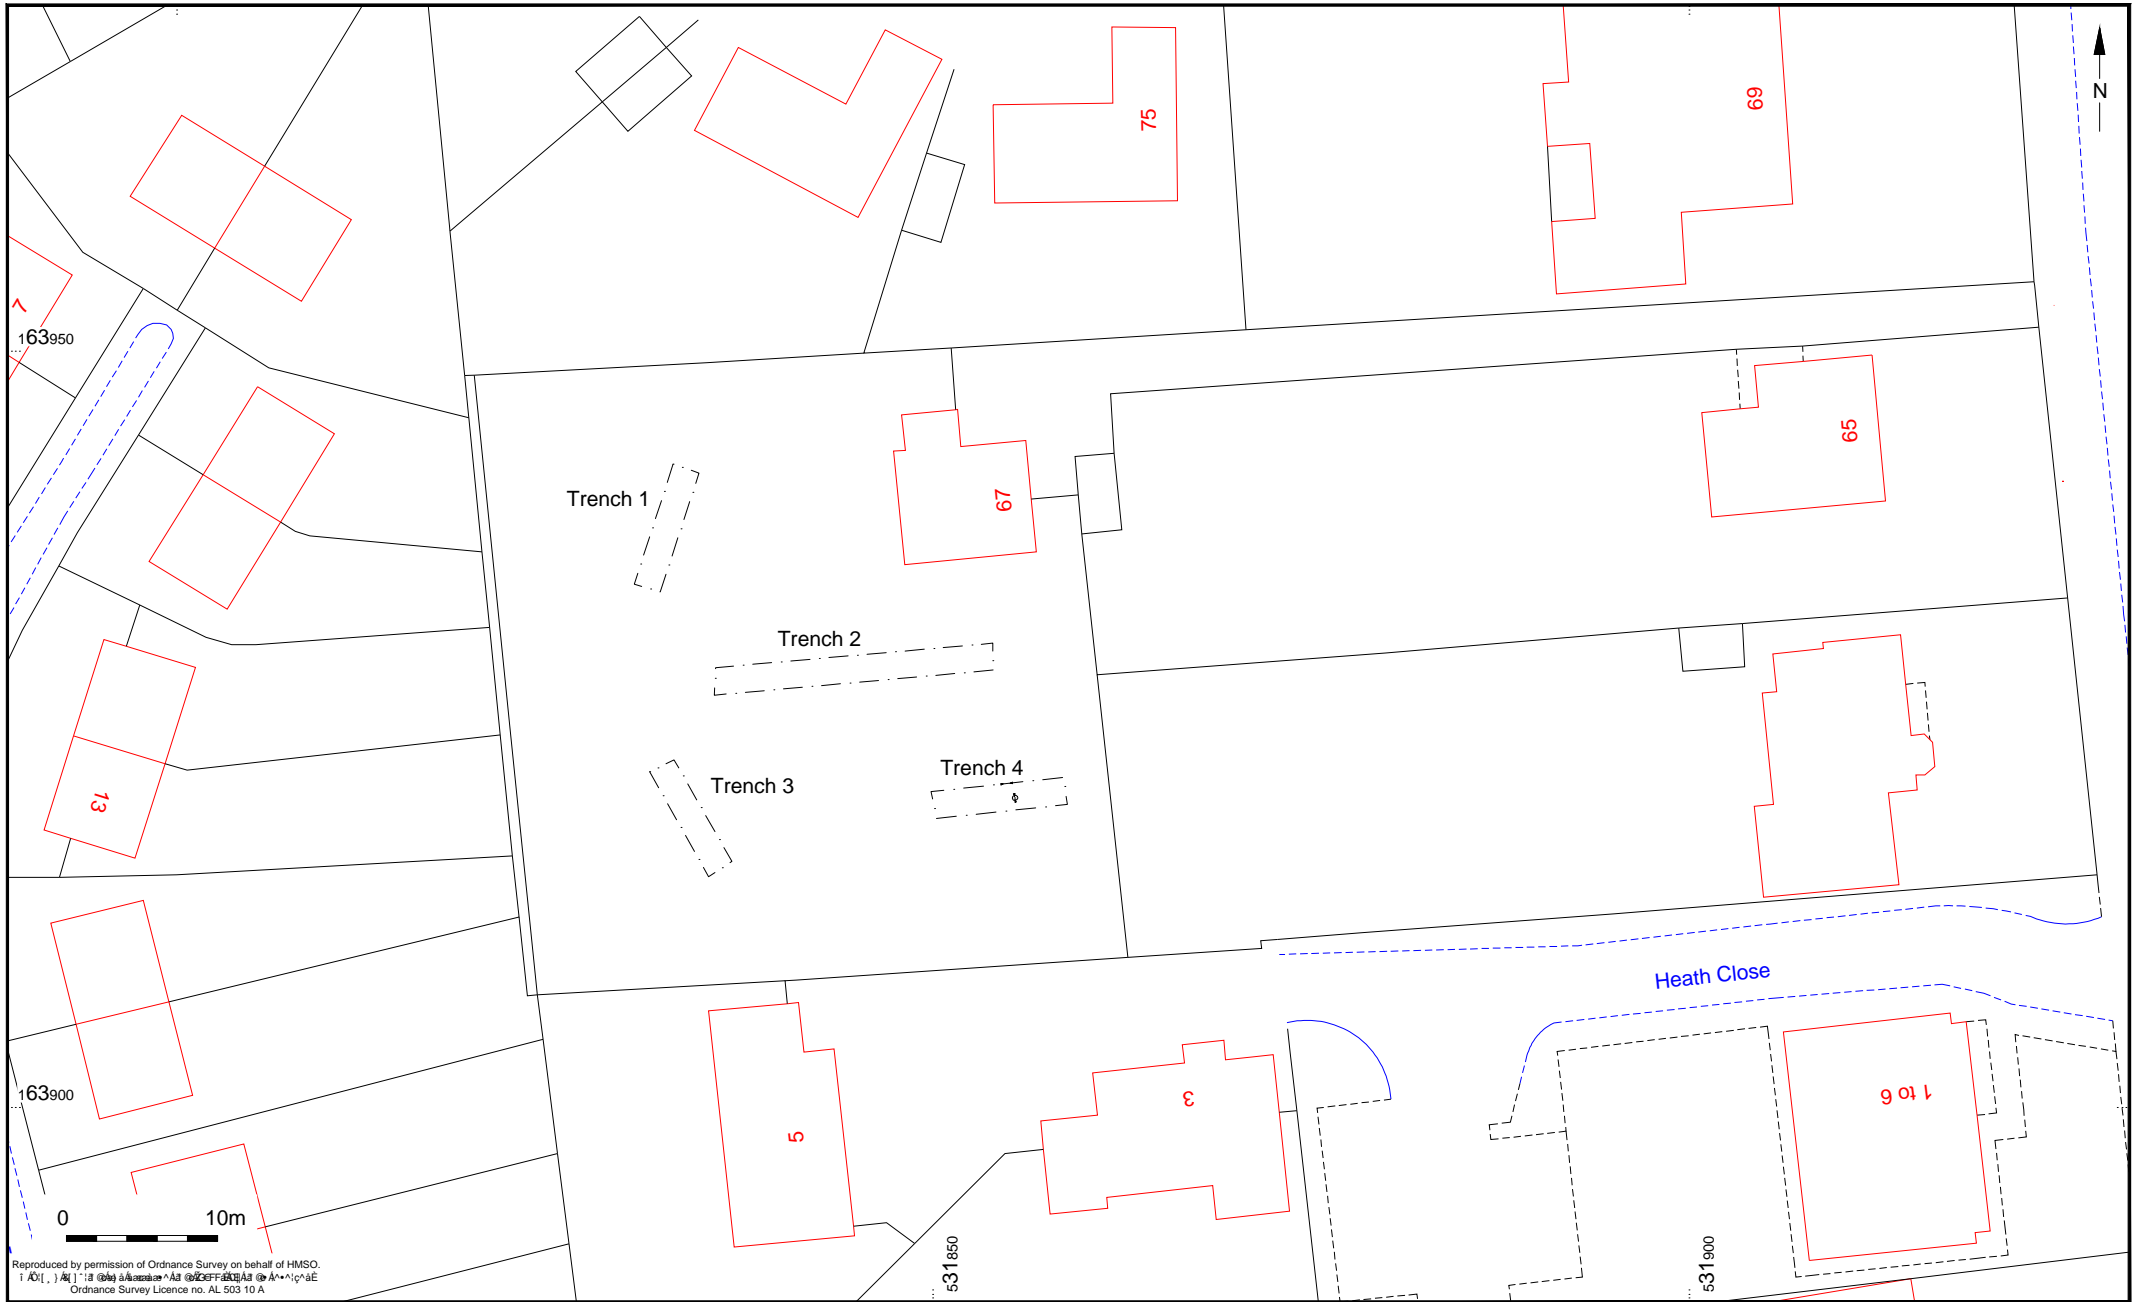 N
75
69
7
163950
Trench 1
67
65
Trench 2
Trench 3
Trench 4
13
Heath Close
163900
3
1 to 6
5
0 10m
531850
531900
Reproduced by permission of Ordnance Survey on behalf of HMSO.
Ordnance Survey Licence no. AL 503 10 A